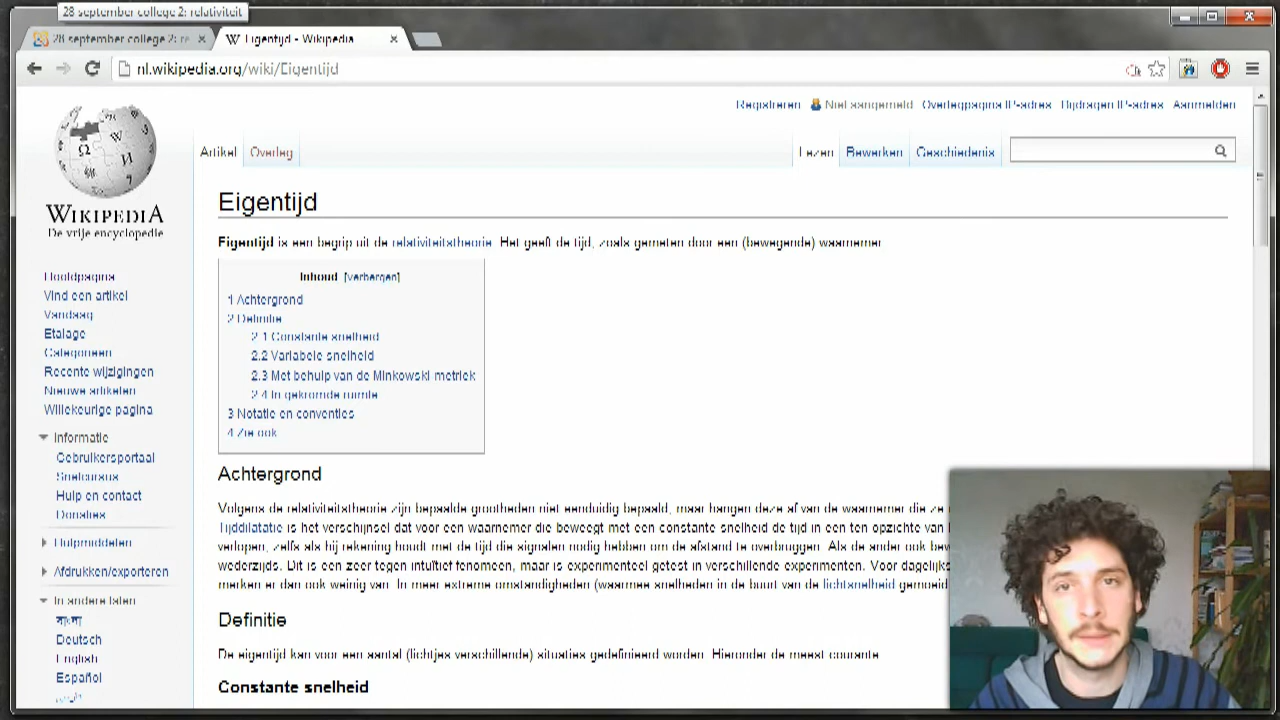 28 september college 2: relativiteit
28 september college 2: re
Eigentijd - Wikipedia
nl.wikipedia.org/wiki/Eigentijd
Registreren Niet aangemeld Overlegpagina IP-adres Bijdragen IP-adres Aanmelden
Artikel Overleg Lezen Bewerken Geschiedenis
WIKIPEDIA
De vrije encyclopedie
Eigentijd
Eigentijd is een begrip uit de relativiteitstheorie. Het geeft de tijd, zoals gemeten door een (bewegende) waarnemer
Inhoud [verbergen]
1 Achtergrond
2 Definitie
2.1 Constante snelheid
2.2 Variabele snelheid
2.3 Met behulp van de Minkowski metriek
2.4 In gekromde ruimte
3 Notatie en conventies
4 Zie ook
Hoofdpagina
Vind een artikel
Vandaag
Etalage
Categorieën
Recente wijzigingen
Nieuwe artikelen
Willekeurige pagina
Informatie
Gebruikersportaal
Snelcursus
Hulp en contact
Donaties
Hulpmiddelen
Afdrukken/exporteren
In andere talen
বাংলা
Deutsch
English
Español
Achtergrond
Volgens de relativiteitstheorie zijn bepaalde grootheden niet eenduidig bepaald, maar hangen deze af van de waarnemer die ze
Tijddilatatie is het verschijnsel dat voor een waarnemer die beweegt met een constante snelheid de tijd in een ten opzichte van
verlopen, zelfs als hij rekening houdt met de tijd die signalen nodig hebben om de afstand te overbruggen. Als de ander ook
wederzijds. Dit is een zeer tegen intuïtief fenomeen, maar is experimenteel getest in verschillende experimenten. Voor
merken er dan ook weinig van. In meer extreme omstandigheden (waarmee snelheden in de buurt van de lichtsnelheid gemoeid
Definitie
De eigentijd kan voor een aantal (lichtjes verschillende) situaties gedefinieerd worden. Hieronder de meest courante
Constante snelheid